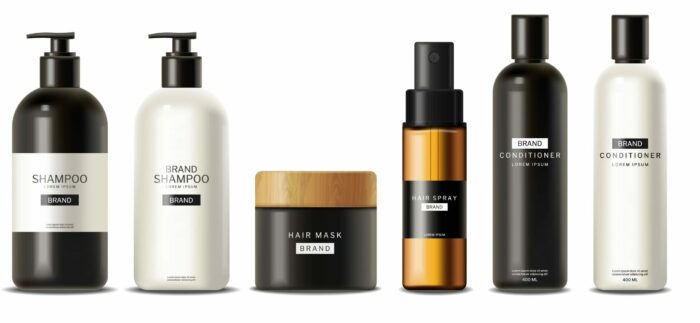 SHAMPOO
LOREM IPSUM
BRAND
BRAND
SHAMPOO
LOREM IPSUM
BRAND
HAIR MASK
BRAND
HAIR SPRAY
BRAND
LOREM IPSUM
BRAND
CONDITIONER
LOREM IPSUM
400 ML
BRAND
CONDITIONER
LOREM IPSUM
400 ML